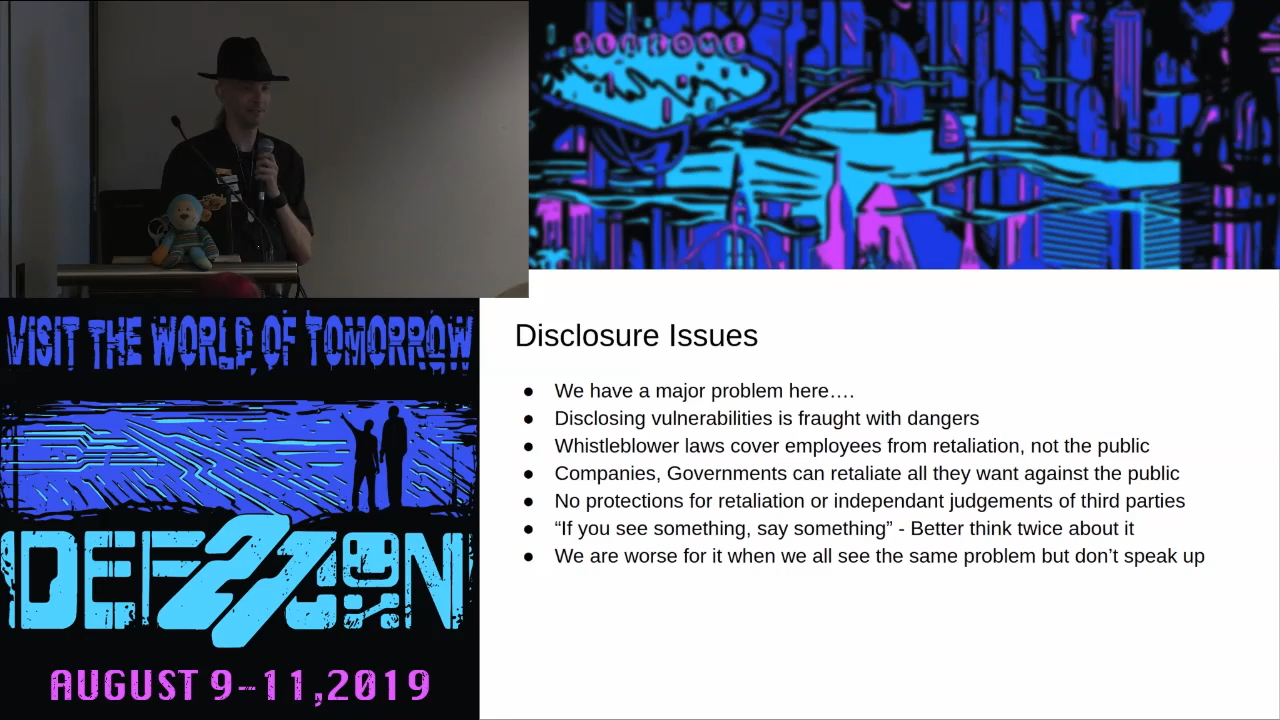 WELCOME
VISIT THE WORLD OF TOMORROW
DEF CON
27
AUGUST 9-11,2019
Disclosure Issues
● We have a major problem here….
● Disclosing vulnerabilities is fraught with dangers
● Whistleblower laws cover employees from retaliation, not the public
● Companies, Governments can retaliate all they want against the public
● No protections for retaliation or independant judgements of third parties
● “If you see something, say something” - Better think twice about it
● We are worse for it when we all see the same problem but don’t speak up